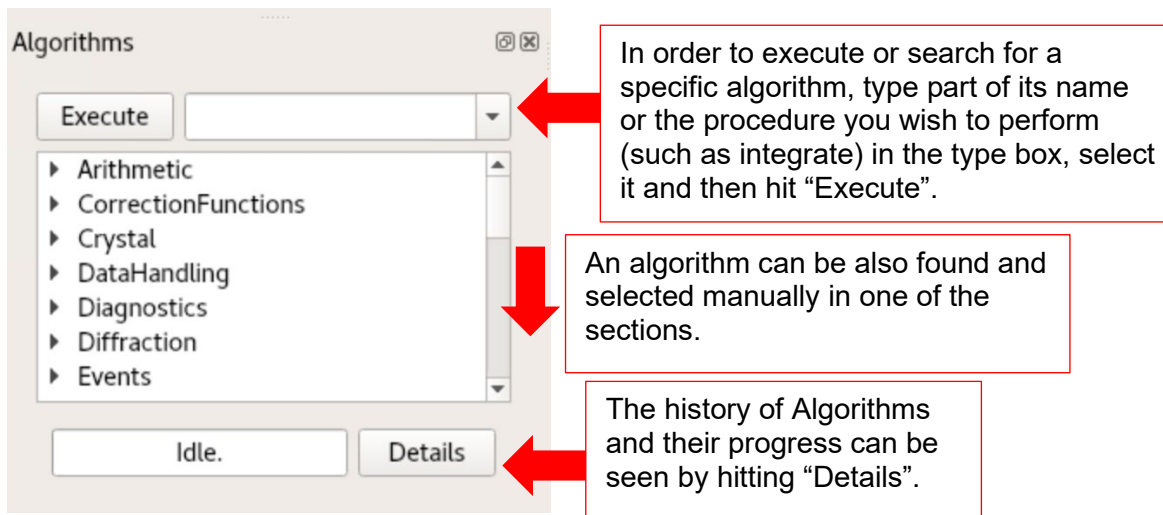 Algorithms
Execute
Arithmetic
CorrectionFunctions
Crystal
DataHandling
Diagnostics
Diffraction
Events
Idle.
Details
In order to execute or search for a
specific algorithm, type part of its name
or the procedure you wish to perform
(such as integrate) in the type box, select
it and then hit “Execute”.
An algorithm can be also found and
selected manually in one of the
sections.
The history of Algorithms
and their progress can be
seen by hitting “Details”.